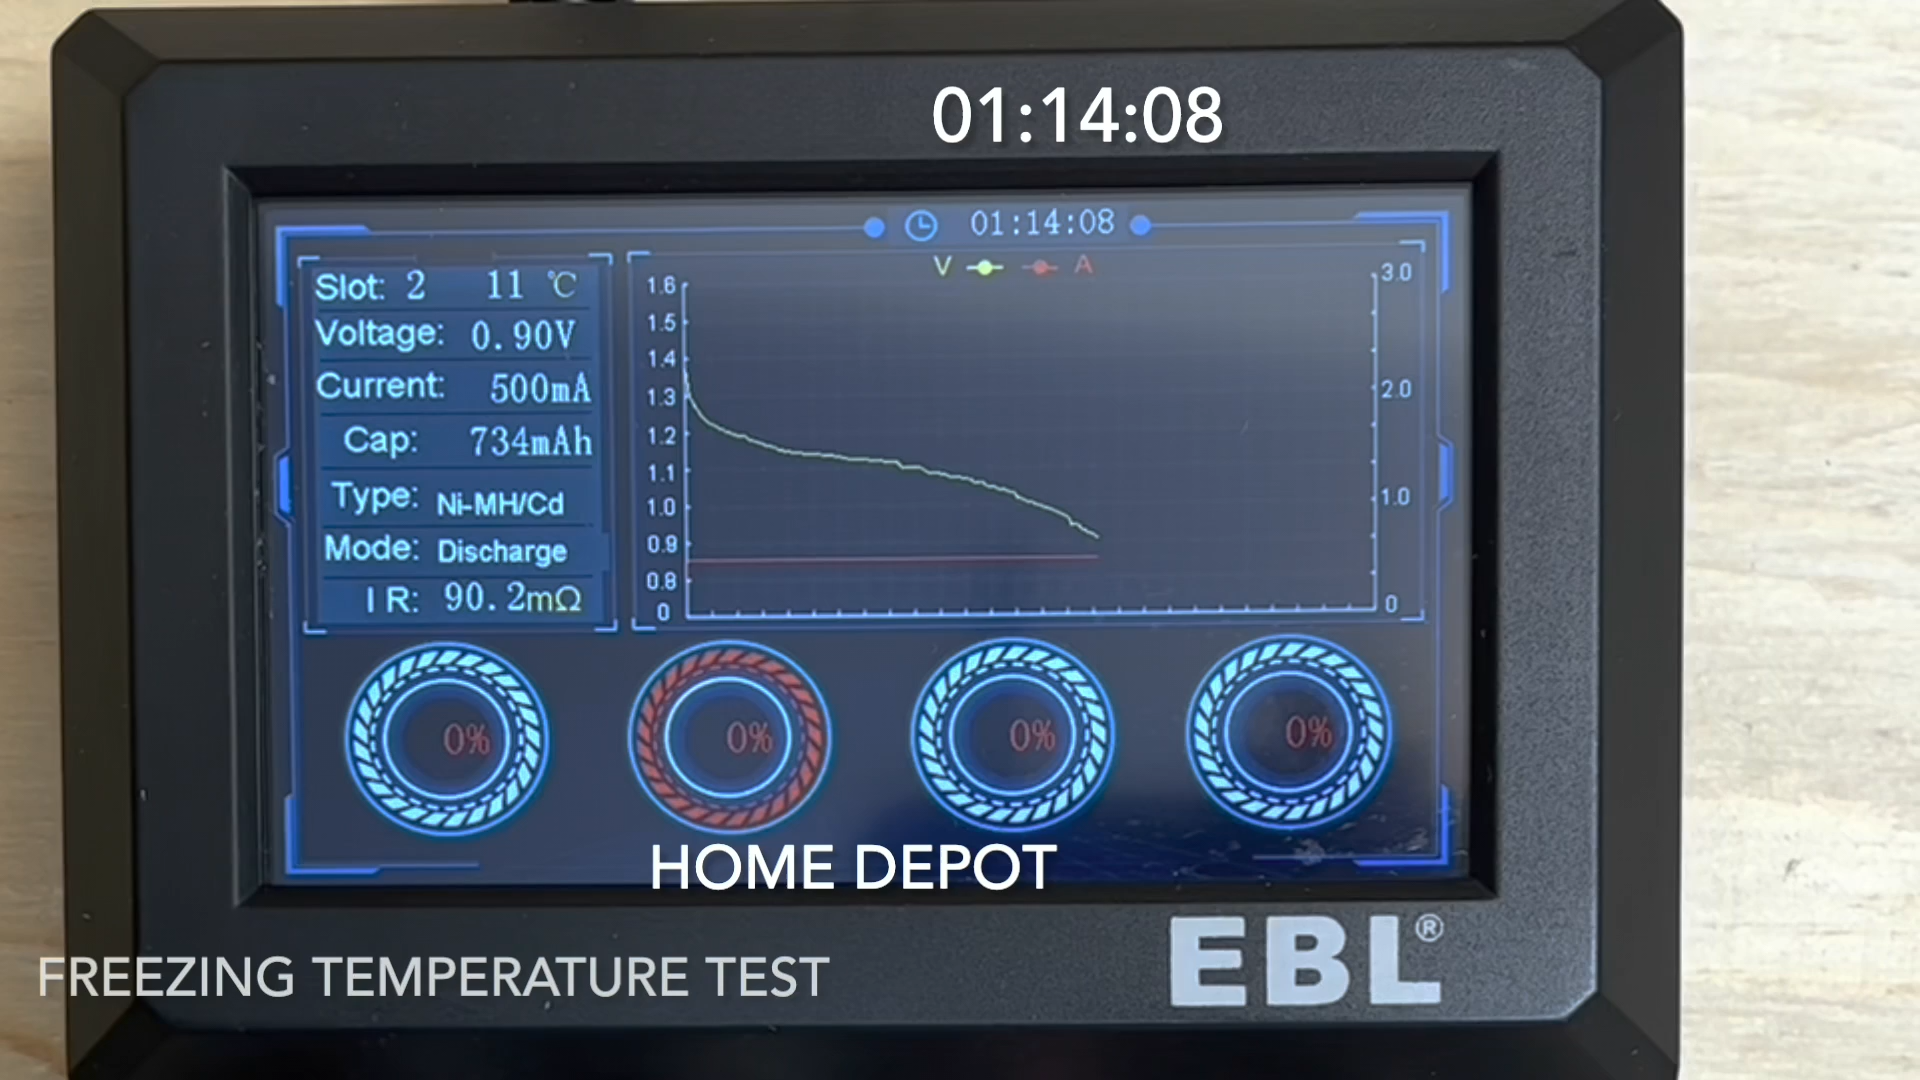 01:14:08
01:14:08
Slot: 2 11 ℃
Voltage: 0.90V
Current: 500mA
Cap: 734mAh
Type: Ni-MH/Cd
Mode: Discharge
IR: 90.2mΩ
V A
1.6
1.5
1.4
1.3
1.2
1.1
1.0
0.9
0.8
0
3.0
2.0
1.0
0
0% 0% 0% 0%
HOME DEPOT
EBL®
FREEZING TEMPERATURE TEST